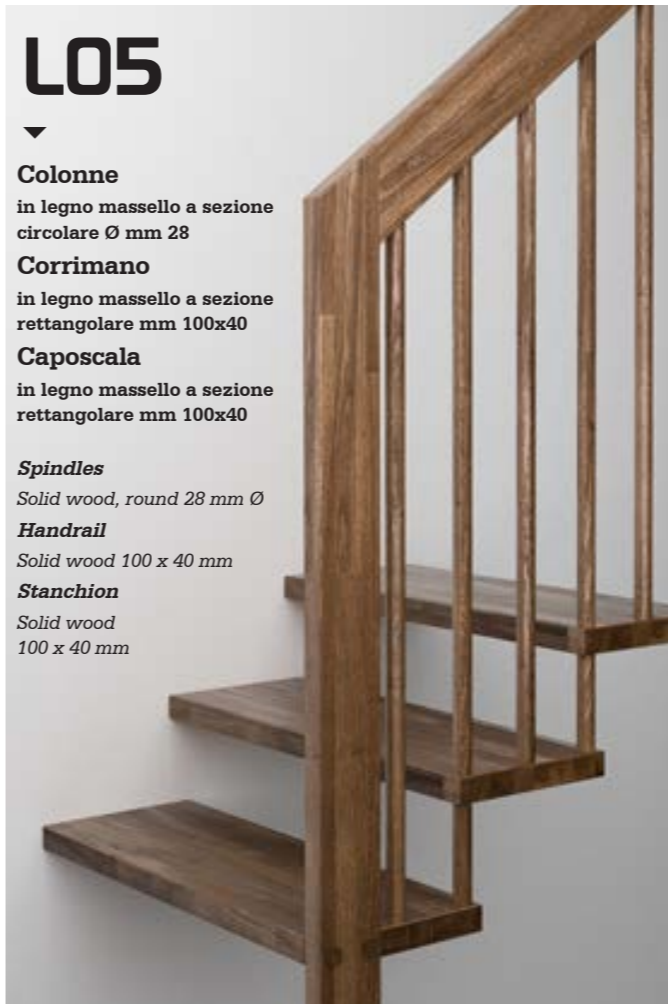 L05
Colonne
in legno massello a sezione
circolare Ø mm 28
Corrimano
in legno massello a sezione
rettangolare mm 100x40
Caposcala
in legno massello a sezione
rettangolare mm 100x40
Spindles
Solid wood, round 28 mm Ø
Handrail
Solid wood 100 x 40 mm
Stanchion
Solid wood
100 x 40 mm